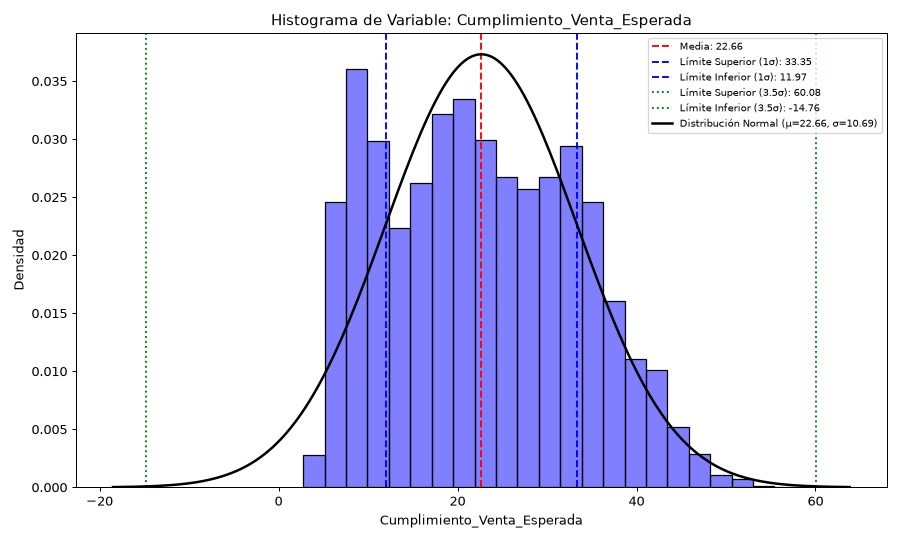 Histograma de Variable: Cumplimiento_Venta_Esperada
Media: 22.66
Límite Superior (1σ): 33.35
Límite Inferior (1σ): 11.97
Límite Superior (3.5σ): 60.08
Límite Inferior (3.5σ): -14.76
Distribución Normal (μ=22.66, σ=10.69)
Densidad
0.035
0.030
0.025
0.020
0.015
0.010
0.005
0.000
−20 0 20 40 60
Cumplimiento_Venta_Esperada